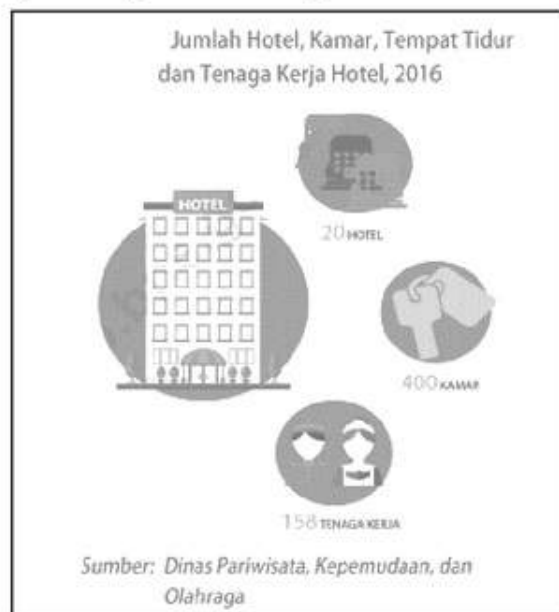 Jumlah Hotel, Kamar, Tempat Tidur
dan Tenaga Kerja Hotel, 2016
HOTEL
20 HOTEL
400 KAMAR
158 TENAGA KERJA
Sumber: Dinas Pariwisata, Kepemudaan, dan
Olahraga